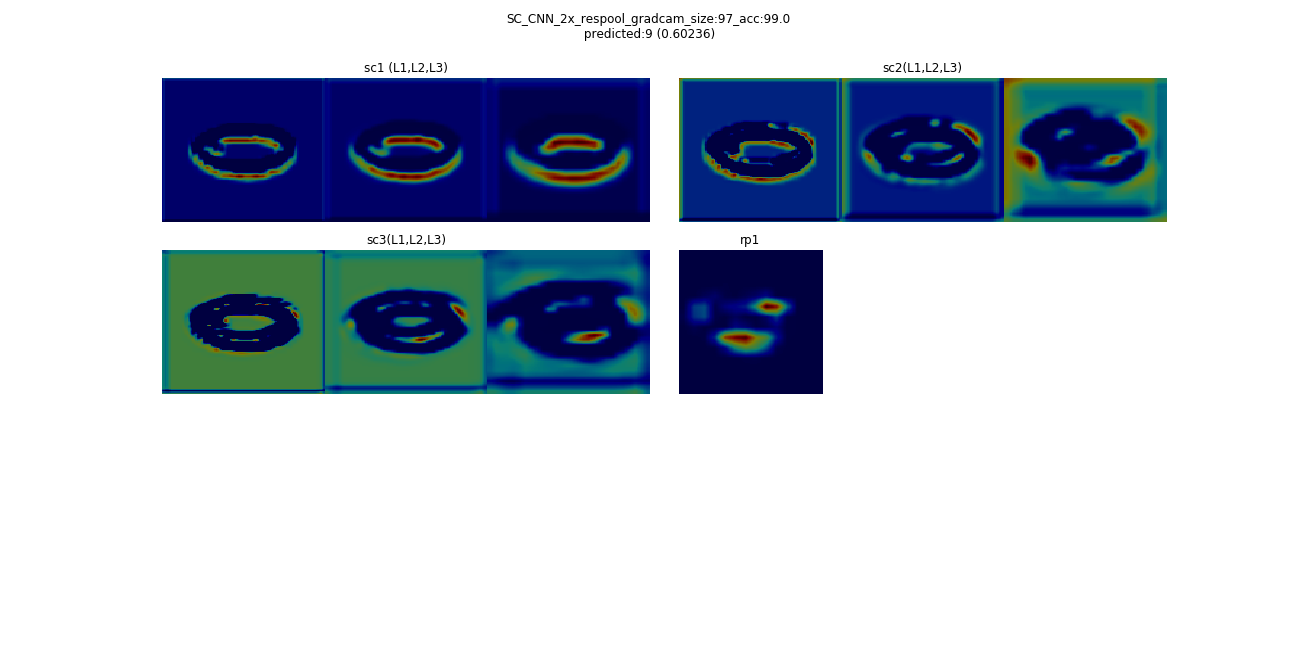 SC_CNN_2x_respool_gradcam_size:97_acc:99.0
predicted:9 (0.60236)
sc1 (L1,L2,L3)
sc2(L1,L2,L3)
sc3(L1,L2,L3)
rp1